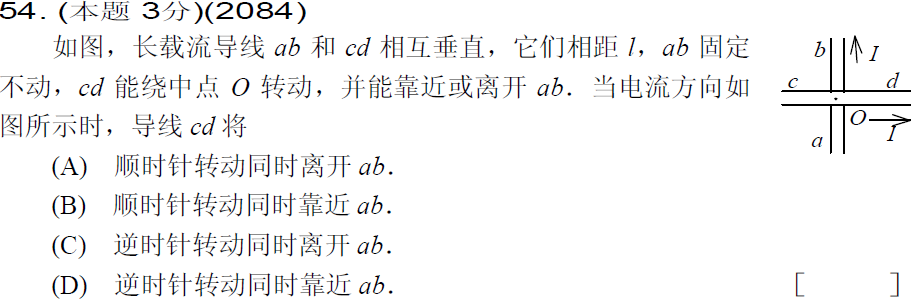 54. (本题 3分)(2084)
如图，长载流导线 ab 和 cd 相互垂直，它们相距 l，ab 固定
不动，cd 能绕中点 O 转动，并能靠近或离开 ab．当电流方向如
图所示时，导线 cd 将
(A) 顺时针转动同时离开 ab．
(B) 顺时针转动同时靠近 ab．
(C) 逆时针转动同时离开 ab．
(D) 逆时针转动同时靠近 ab．
[ ]
b I
c d
O
a I